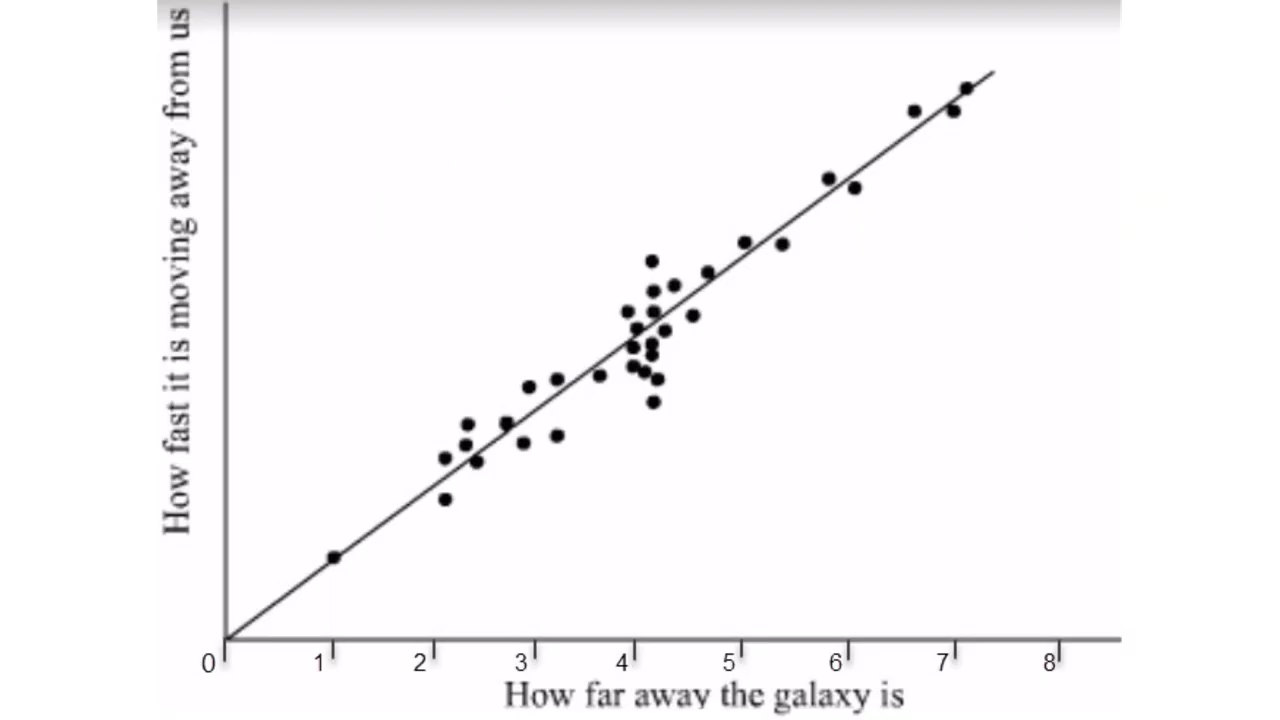 How fast it is moving away from us
0 1 2 3 4 5 6 7 8
How far away the galaxy is